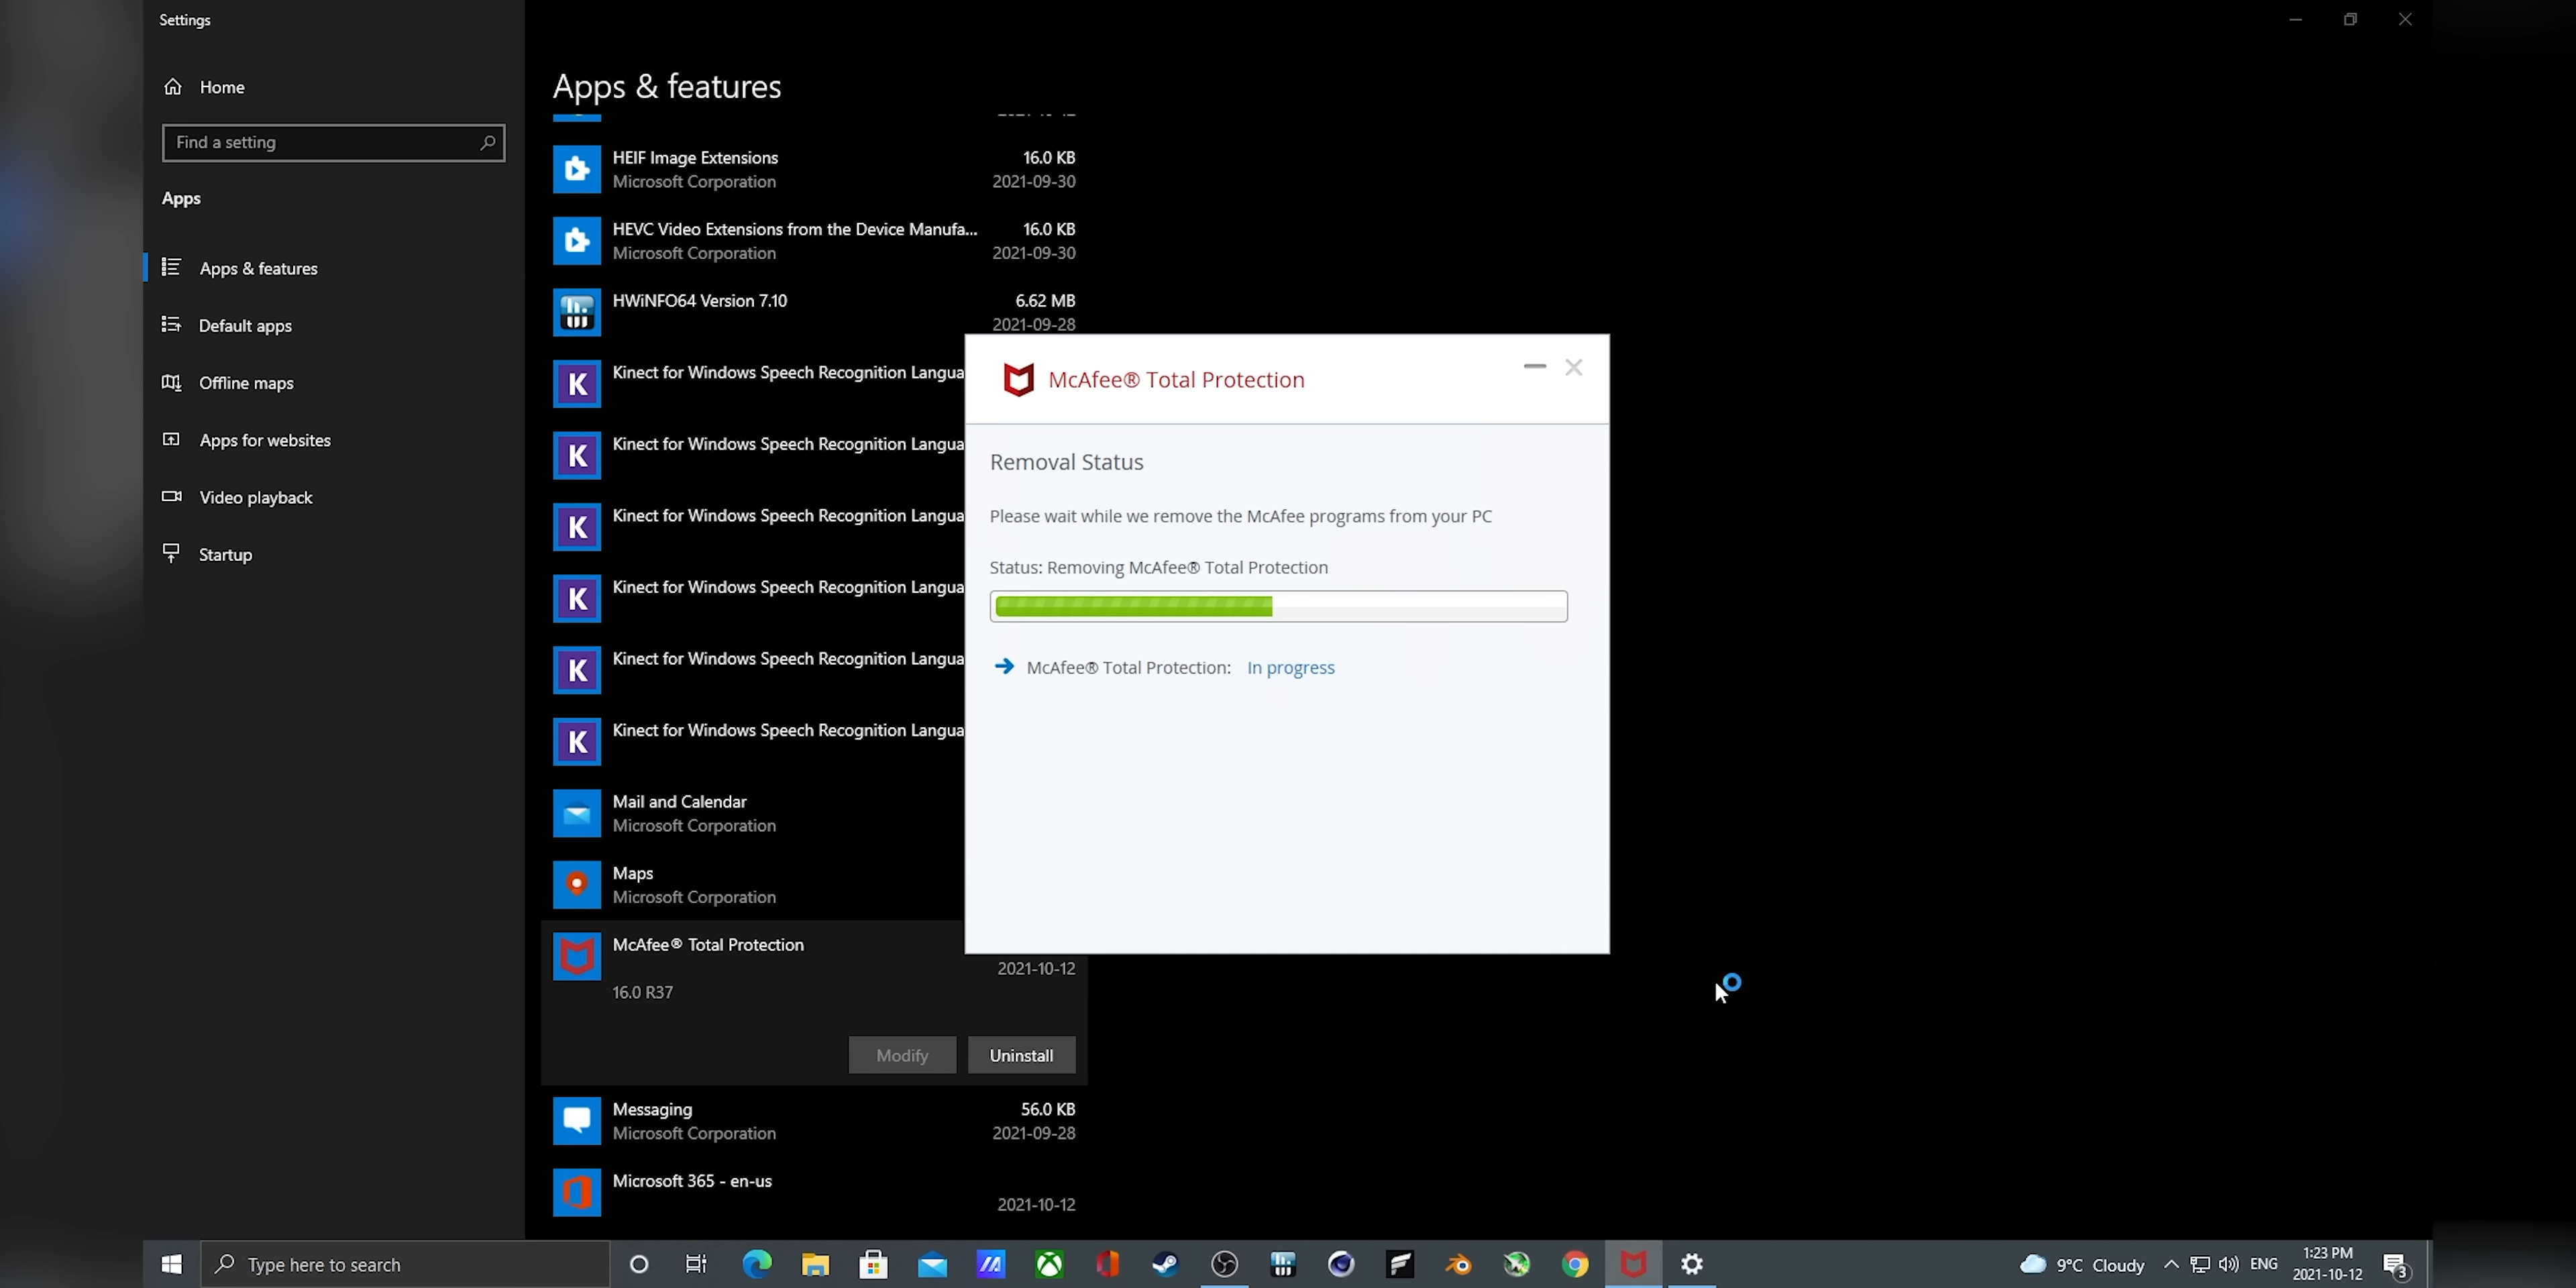 Settings
Home
Find a setting
Apps
Apps & features
Default apps
Offline maps
Apps for websites
Video playback
Startup
Apps & features
HEIF Image Extensions 16.0 KB
Microsoft Corporation 2021-09-30
HEVC Video Extensions from the Device Manufa... 16.0 KB
Microsoft Corporation 2021-09-30
HWiNFO64 Version 7.10 6.62 MB
2021-09-28
Kinect for Windows Speech Recognition Langua
Kinect for Windows Speech Recognition Langua
Kinect for Windows Speech Recognition Langua
Kinect for Windows Speech Recognition Langua
Kinect for Windows Speech Recognition Langua
Kinect for Windows Speech Recognition Langua
Mail and Calendar
Microsoft Corporation
Maps
Microsoft Corporation
McAfee® Total Protection
2021-10-12
16.0 R37
Modify Uninstall
Messaging 56.0 KB
Microsoft Corporation 2021-09-28
Microsoft 365 - en-us
2021-10-12
McAfee® Total Protection
Removal Status
Please wait while we remove the McAfee programs from your PC
Status: Removing McAfee® Total Protection
McAfee® Total Protection: In progress
Type here to search
9°C Cloudy
ENG
1:23 PM
2021-10-12
3